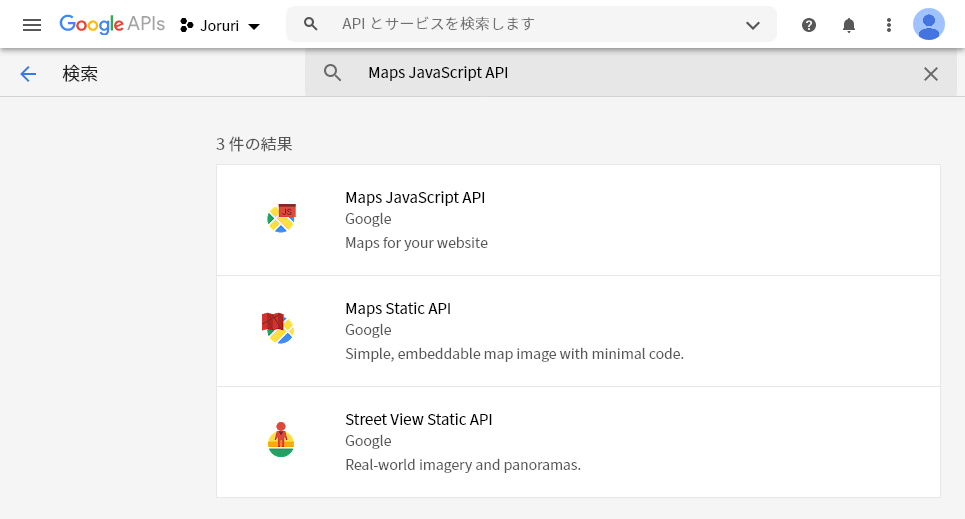 Google APIs Joruri API とサービスを検索します
検索 Maps JavaScript API
3 件の結果
JS
Maps JavaScript API
Google
Maps for your website
Maps Static API
Google
Simple, embeddable map image with minimal code.
Street View Static API
Google
Real-world imagery and panoramas.